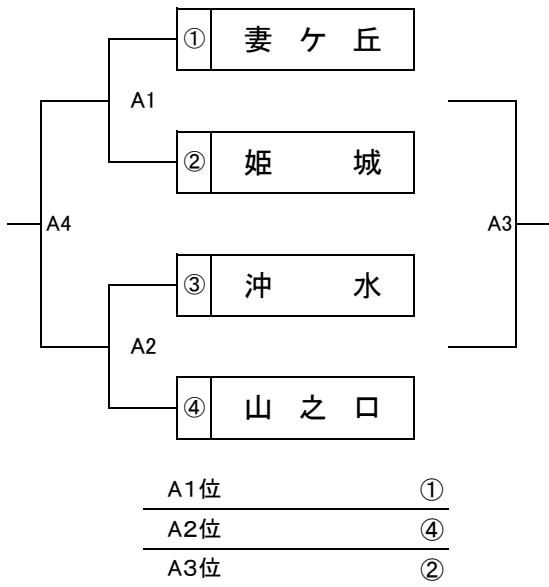 ① 妻ケ丘
A1
② 姫城
A4
A3
③ 沖水
A2
④ 山之口
A1位 ①
A2位 ④
A3位 ②